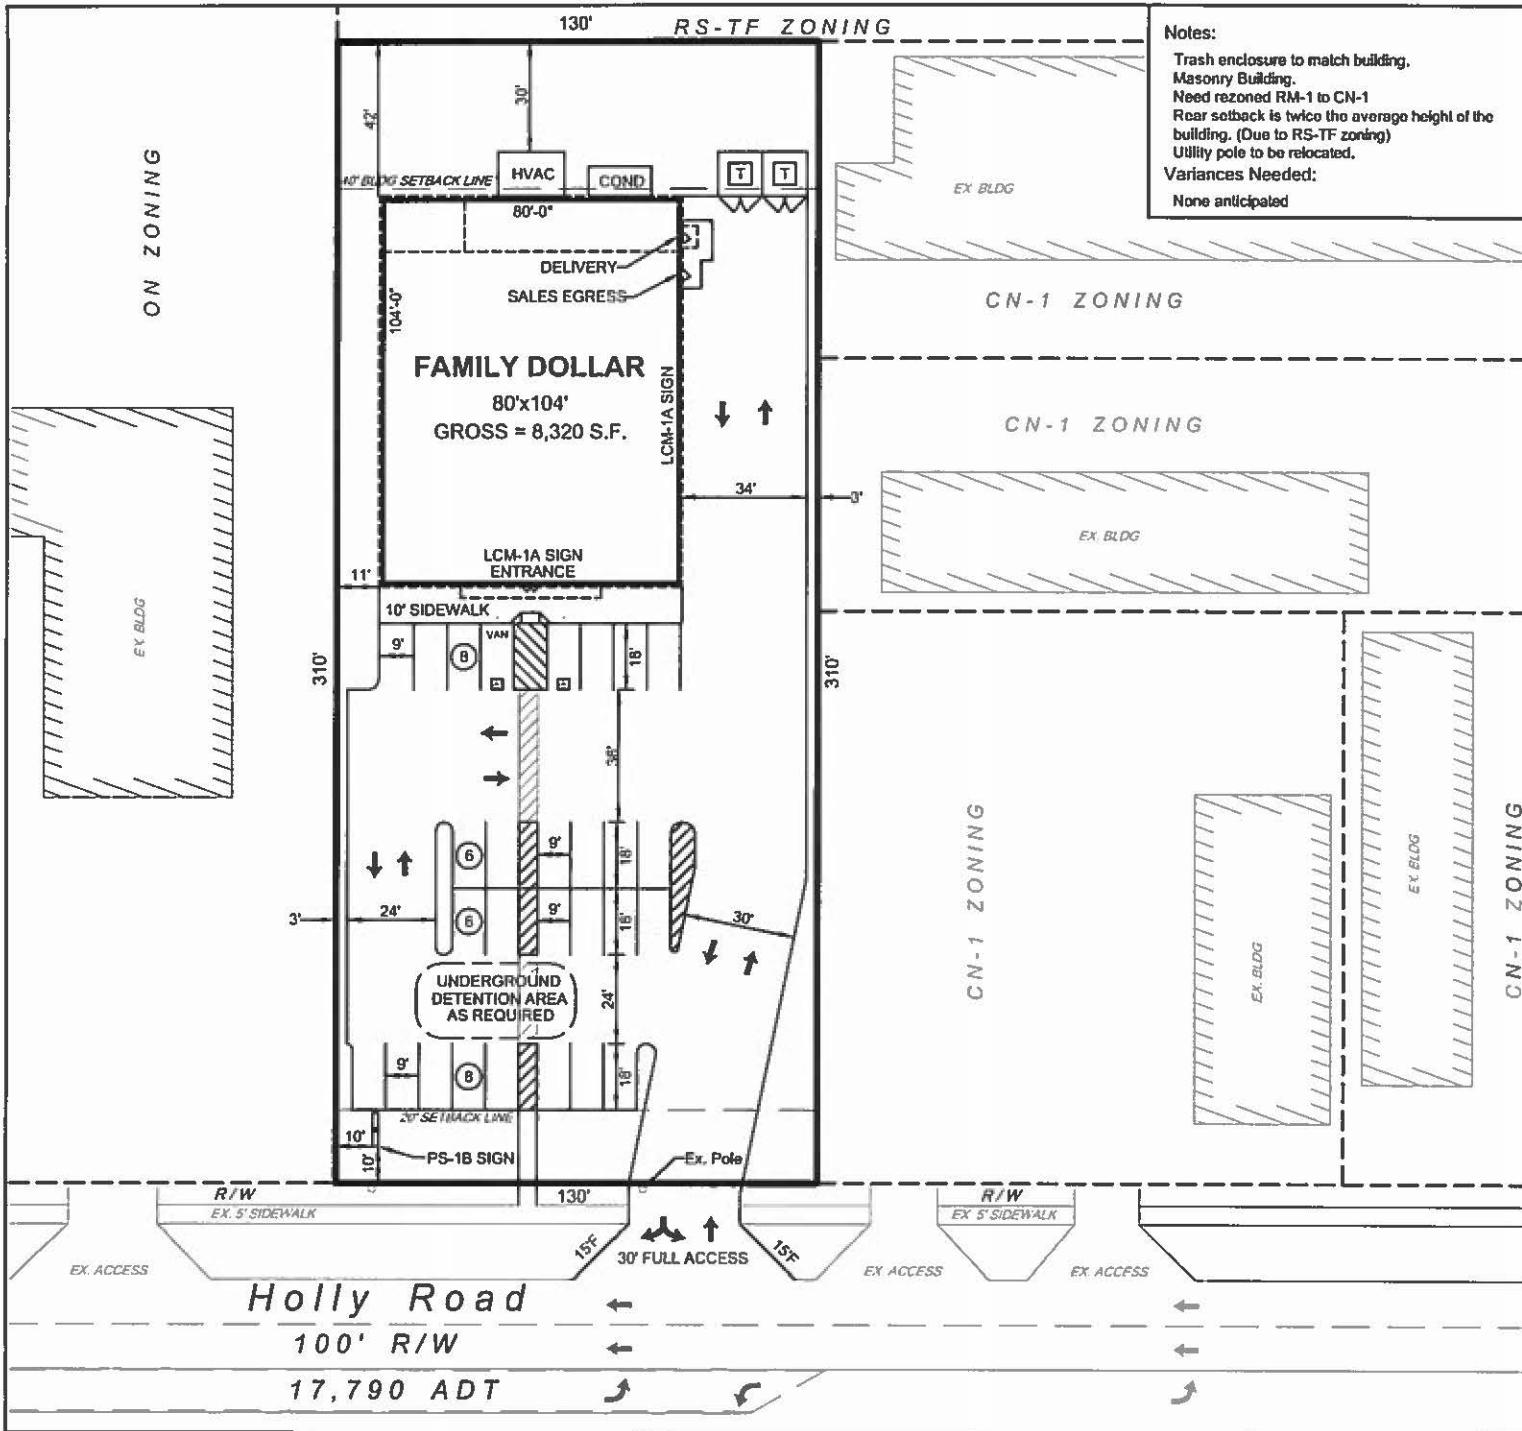 130'
RS-TF ZONING
Notes:
Trash enclosure to match building.
Masonry Building.
Need rezoned RM-1 to CN-1
Rear setback is twice the average height of the
building. (Due to RS-TF zoning)
Utility pole to be relocated.
Variances Needed:
None anticipated
42'
30'
ON ZONING
40' BLDG SETBACK LINE
HVAC
COND
T
T
EX BLDG
80'-0"
DELIVERY
SALES EGRESS
CN-1 ZONING
104'-0"
FAMILY DOLLAR
80'x104'
GROSS = 8,320 S.F.
LCM-1A SIGN
CN-1 ZONING
34'
3'
EX. BLDG
LCM-1A SIGN
ENTRANCE
11'
10' SIDEWALK
EX. BLDG
9'
8
VAN
18'
310'
310'
36'
6
9'
18'
3'
24'
6
9'
18'
30'
CN-1 ZONING
EX. BLDG
EX. BLDG
CN-1 ZONING
UNDERGROUND
DETENTION AREA
AS REQUIRED
24'
9'
8
18'
20' SETBACK LINE
10'
10'
PS-1B SIGN
Ex. Pole
R/W
130'
R/W
EX. 5' SIDEWALK
EX 5' SIDEWALK
15'F
30' FULL ACCESS
15'F
EX. ACCESS
EX ACCESS
EX. ACCESS
Holly Road
100' R/W
17,790 ADT